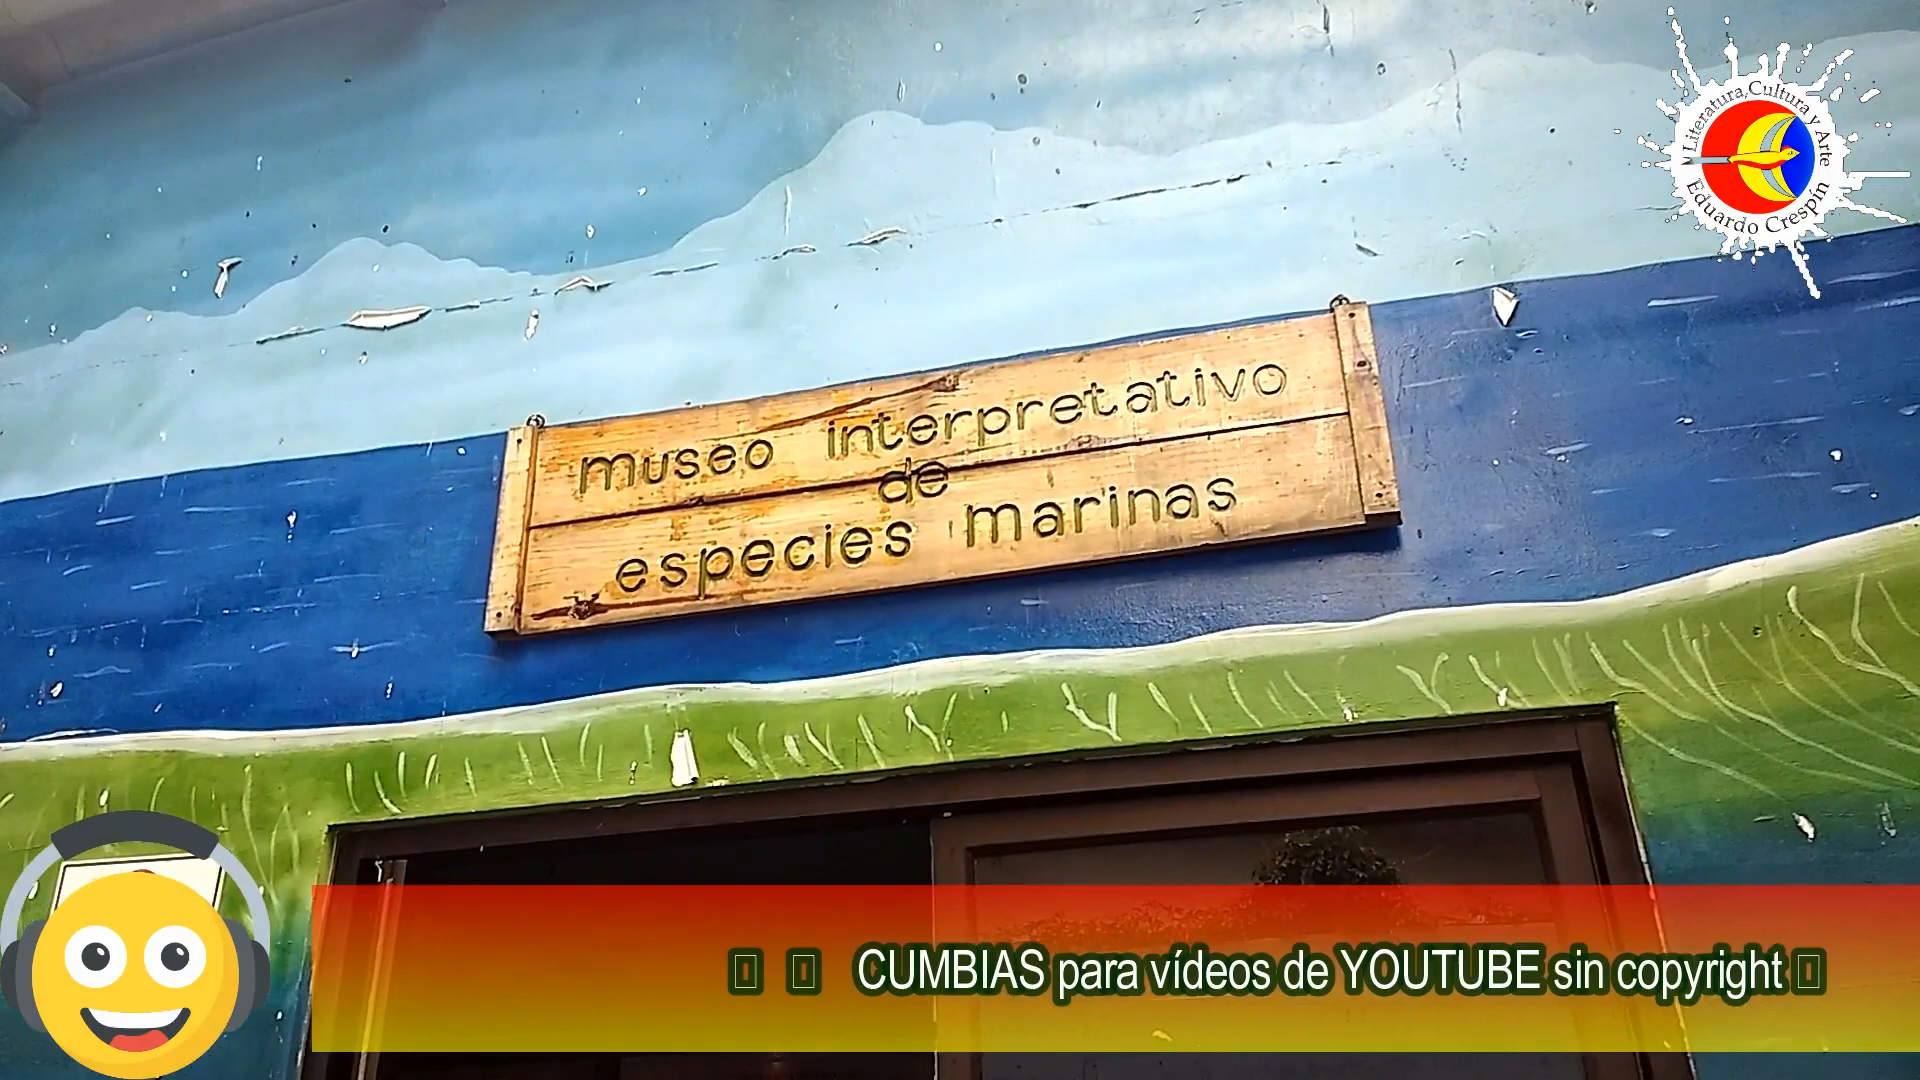 Literatura, Cultura y Arte
Eduardo Crespín
museo interpretativo
de
especies marinas
CUMBIAS para vídeos de YOUTUBE sin copyright